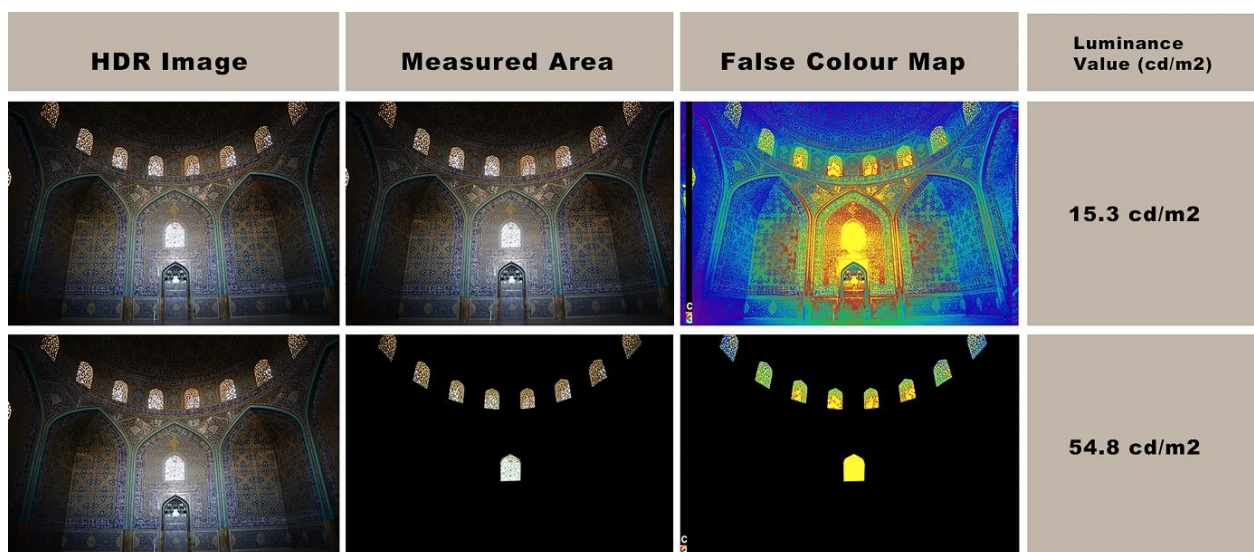 HDR Image
Measured Area
False Colour Map
Luminance
Value (cd/m2)
15.3 cd/m2
C
54.8 cd/m2
C